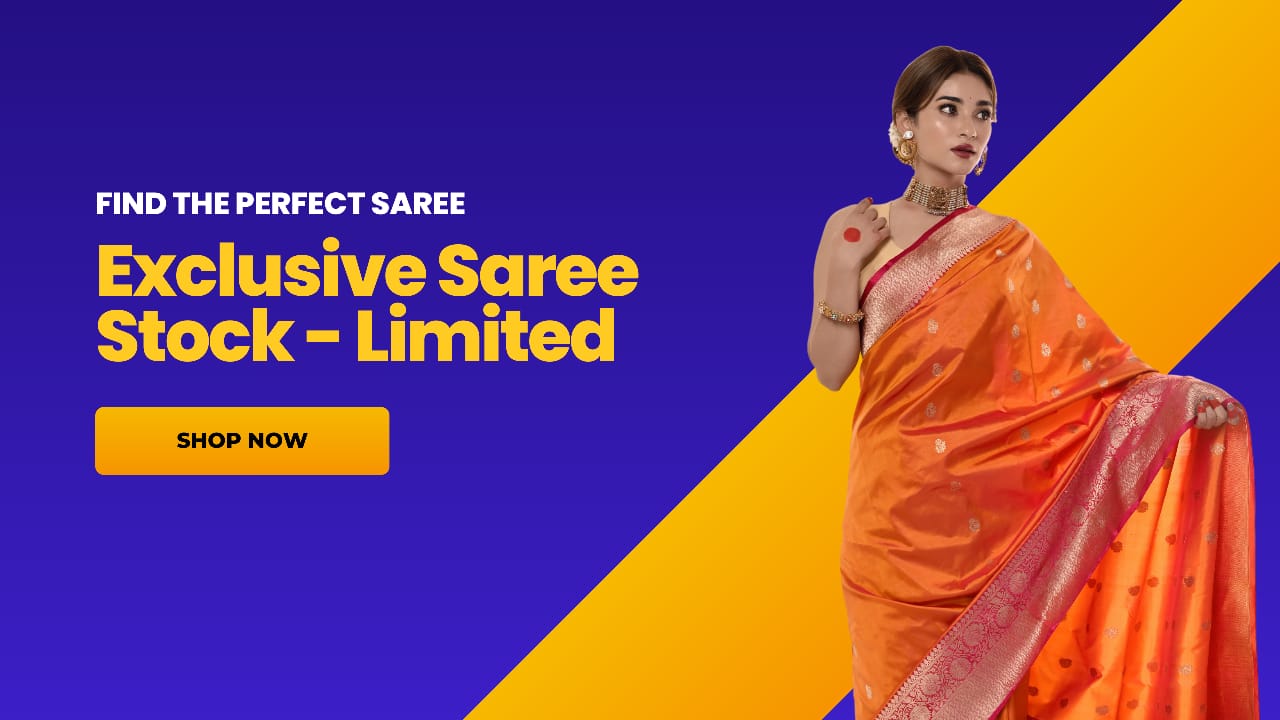 FIND THE PERFECT SAREE
Exclusive Saree
Stock - Limited
SHOP NOW